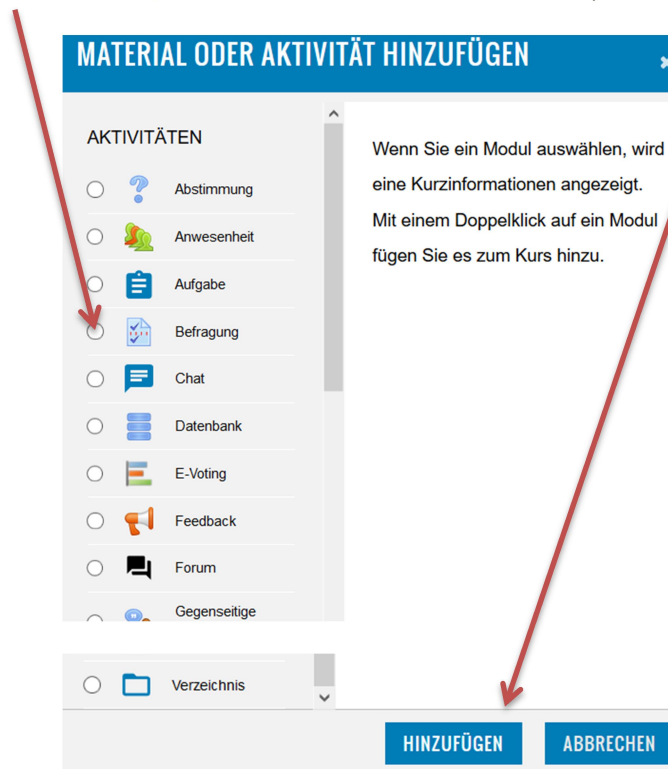 MATERIAL ODER AKTIVITÄT HINZUFÜGEN
AKTIVITÄTEN
Abstimmung
Anwesenheit
Aufgabe
Befragung
Chat
Datenbank
E-Voting
Feedback
Forum
Gegenseitige
Verzeichnis
Wenn Sie ein Modul auswählen, wird
eine Kurzinformationen angezeigt.
Mit einem Doppelklick auf ein Modul
fügen Sie es zum Kurs hinzu.
HINZUFÜGEN
ABBRECHEN